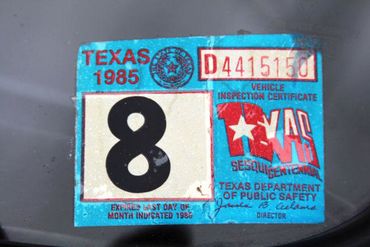 TEXAS
1985
D4415150
VEHICLE
INSPECTION CERTIFICATE
8
TEXAS
SESQUICENTENNIAL
EXPIRES LAST DAY OF
MONTH INDICATED 1986
TEXAS DEPARTMENT
OF PUBLIC SAFETY
DIRECTOR